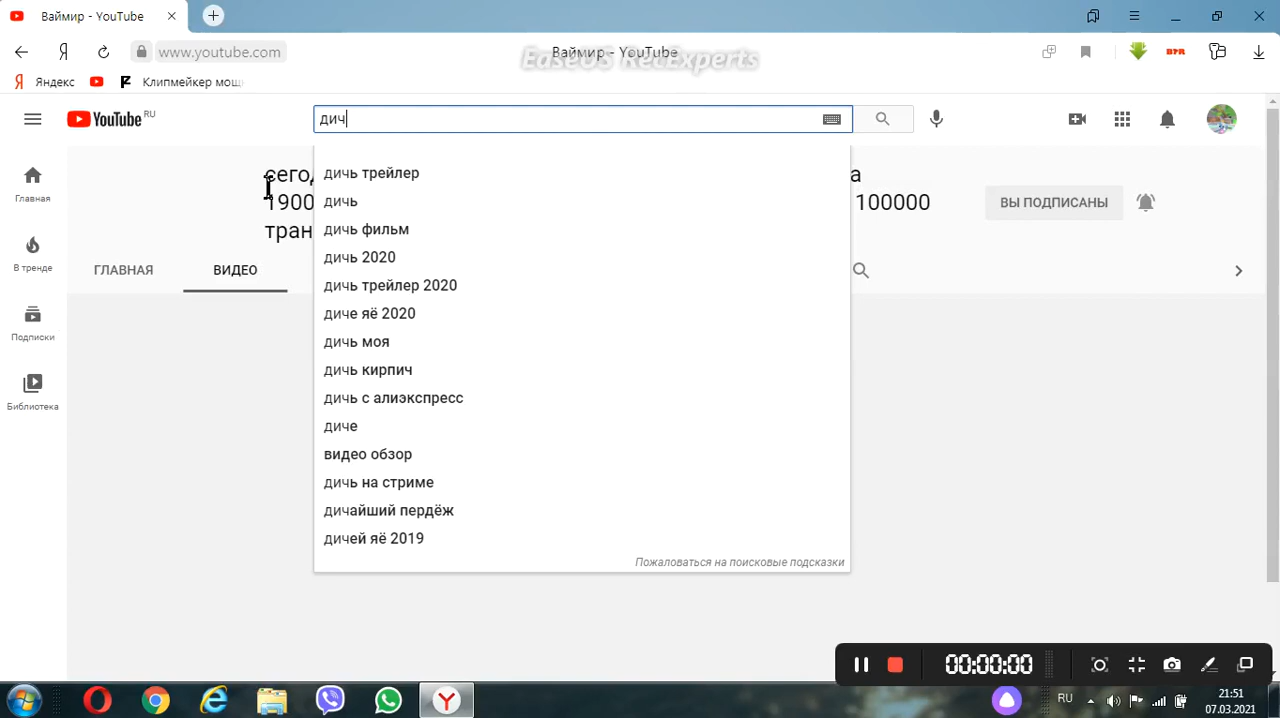 Ваймир - YouTube
www.youtube.com
Ваймир - YouTube
EaseUS RecExperts
Яндекс
Клипмейкер мощн
YouTube RU
дич
сегод
а
1900
100000
тран
ВЫ ПОДПИСАНЫ
Главная
В тренде
Подписки
Библиотека
ГЛАВНАЯ
ВИДЕО
дичь трейлер
дичь
дичь фильм
дичь 2020
дичь трейлер 2020
диче яё 2020
дичь моя
дичь кирпич
дичь с алиэкспресс
диче
видео обзор
дичь на стриме
дичайший пердёж
дичей яё 2019
Пожаловаться на поисковые подсказки
00:00:00
RU
21:51
07.03.2021